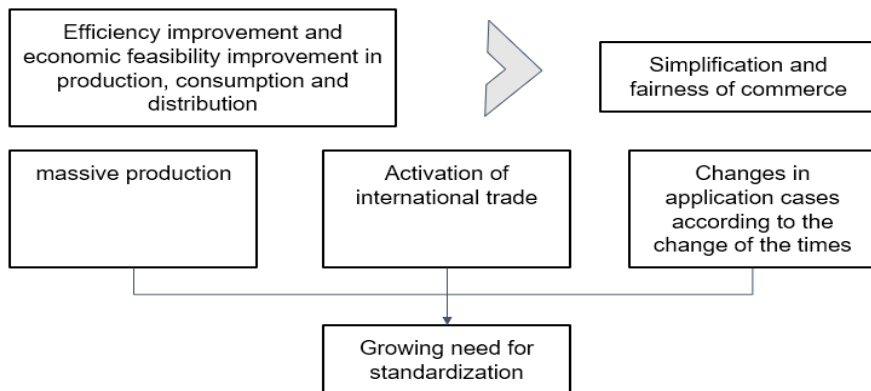 Efficiency improvement and
economic feasibility improvement in
production, consumption and
distribution
Simplification and
fairness of commerce
massive production
Activation of
international trade
Changes in
application cases
according to the
change of the times
Growing need for
standardization